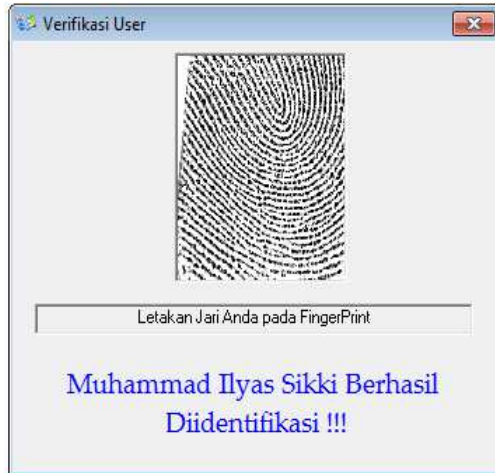 Verifikasi User
Letakan Jari Anda pada FingerPrint
Muhammad Ilyas Sikki Berhasil
Diidentifikasi !!!